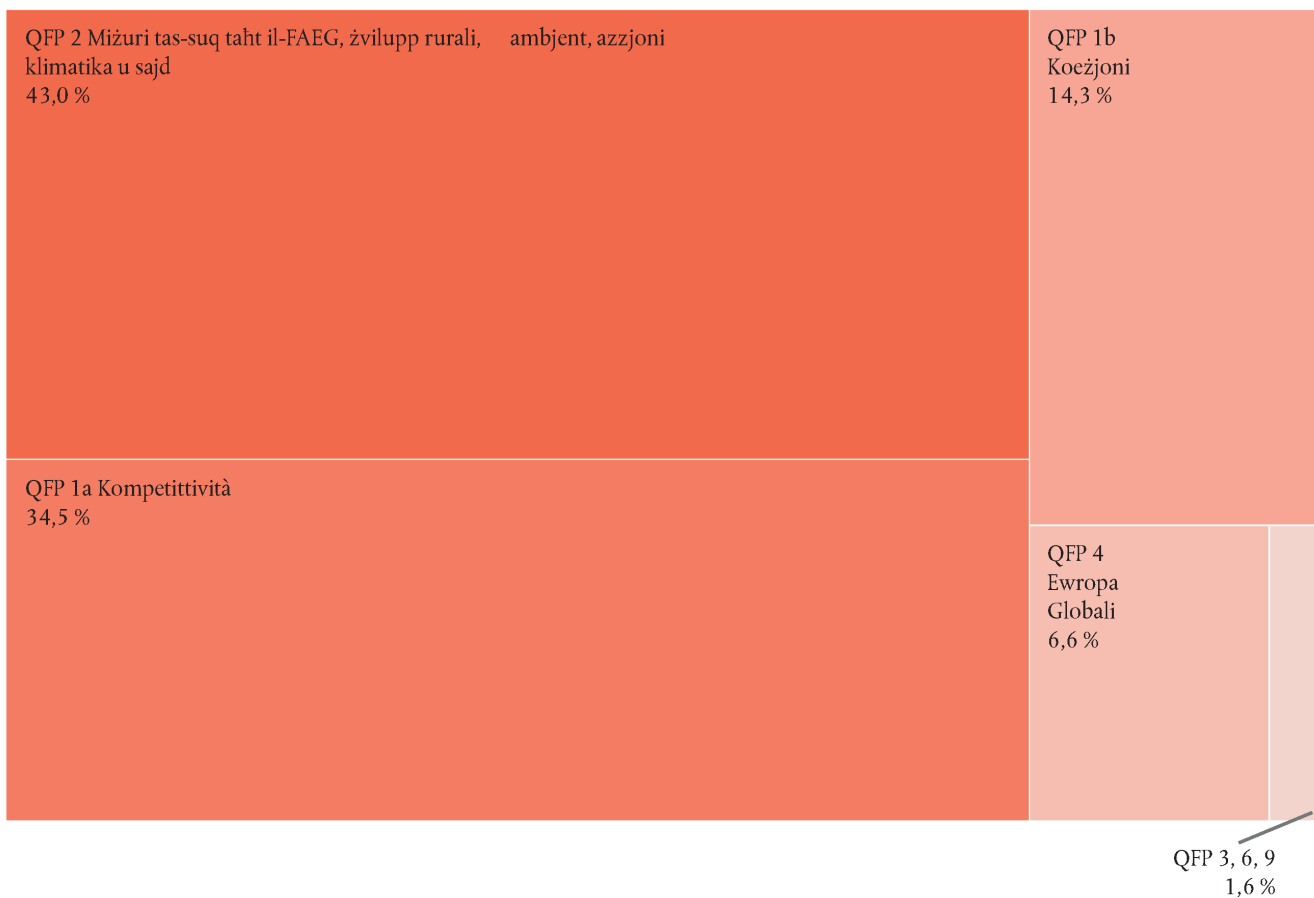 QFP 2 Miżuri tas-suq taħt il-FAEG, żvilupp rurali, ambjent, azzjoni
klimatika u sajd
43,0 %
QFP 1b
Koeżjoni
14,3 %
QFP 1a Kompetittività
34,5 %
QFP 4
Ewropa
Globali
6,6 %
QFP 3, 6, 9
1,6 %